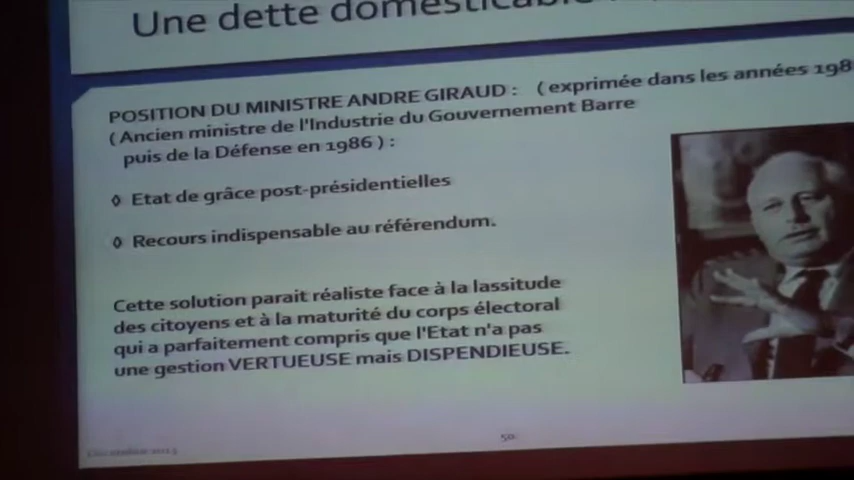 Une dette domesticable
POSITION DU MINISTRE ANDRE GIRAUD : (exprimée dans les années 198
( Ancien ministre de l'Industrie du Gouvernement Barre
puis de la Défense en 1986 ) :
◊ Etat de grâce post-présidentielles
◊ Recours indispensable au référendum.
Cette solution parait réaliste face à la lassitude
des citoyens et à la maturité du corps électoral
qui a parfaitement compris que l'Etat n'a pas
une gestion VERTUEUSE mais DISPENDIEUSE.
50